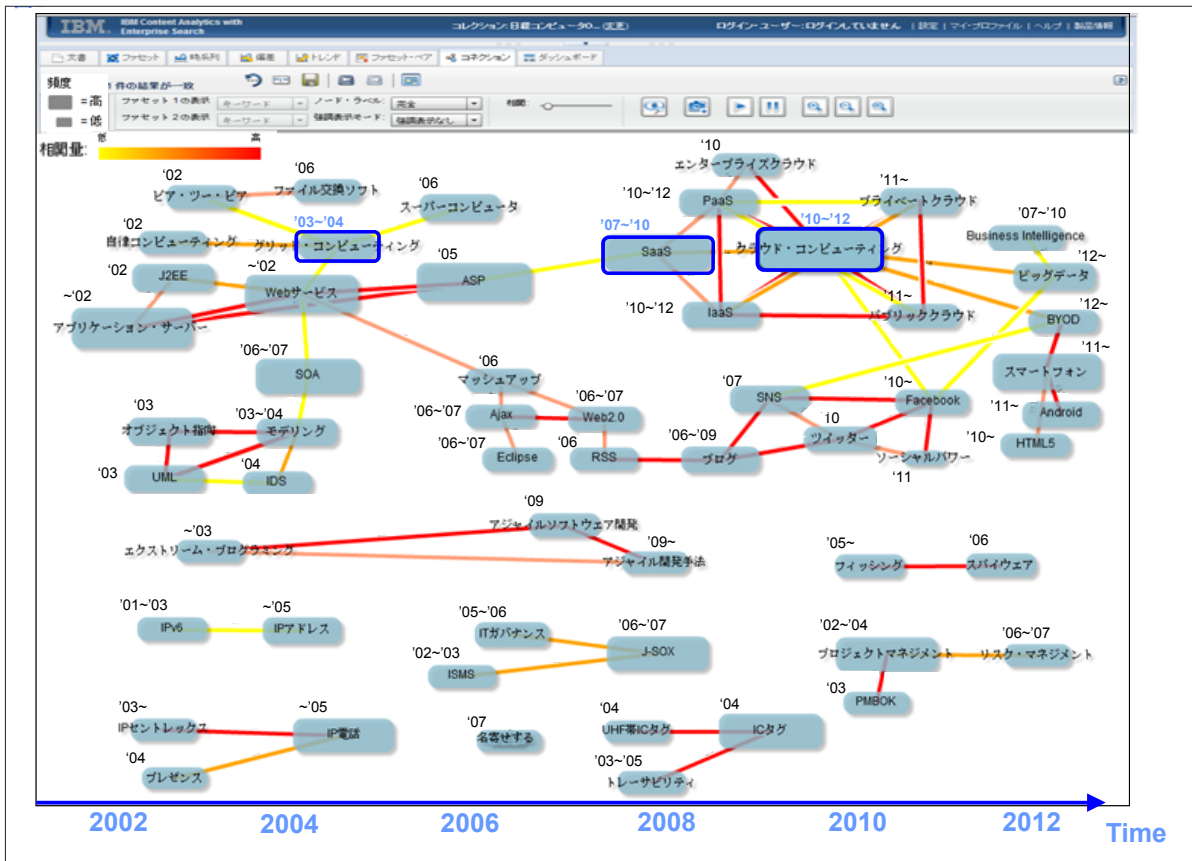 IBM. IBM Content Analytics with Enterprise Search
コレクション:日経コンピュータO... (変更)
ログイン・ユーザー:ログインしていません | 設定 | マイ・プロファイル | ヘルプ | 製品情報
文書 ファセット 時系列 偏差 トレンド ファセット・ペア コネクション ダッシュボード
頻度
件の結果が一致
=高
ファセット 1 の表示 キーワード ノード・ラベル: 完全 相関:
=低
ファセット 2 の表示 キーワード 強調表示モード: 強調表示なし
相関量:
低 高
‘02
ピア・ツー・ピア
‘06
ファイル交換ソフト
‘06
スーパーコンピュータ
‘02
自律コンピューティング
‘03~‘04
グリッド・コンピューティング
‘02
J2EE
~‘02
Webサービス
‘05
ASP
~‘02
アプリケーション・サーバー
’06~’07
SOA
‘03
オブジェクト指向
’03~‘04
モデリング
‘03
UML
‘04
IDS
‘06
マッシュアップ
’06~’07
Ajax
’06~’07
Web2.0
’06~’07
Eclipse
‘06
RSS
‘10
エンタープライズクラウド
’10~’12
PaaS
’11~
プライベートクラウド
’07~’10
SaaS
’10~’12
クラウド・コンピューティング
’07~’10
Business Intelligence
’12~
ビッグデータ
’10~’12
IaaS
’11~
パブリッククラウド
’12~
BYOD
’11~
スマートフォン
’11~
Android
’10~
HTML5
‘07
SNS
’10~
Facebook
10
ツイッター
’06~’09
ブログ
ソーシャルパワー
‘11
~‘03
エクストリーム・プログラミング
‘09
アジャイルソフトウェア開発
’09~
アジャイル開発手法
’05~
フィッシング
‘06
スパイウェア
’01~’03
IPv6
~’05
IPアドレス
’05~’06
ITガバナンス
’06~’07
J-SOX
’02~’03
ISMS
’02~’04
プロジェクトマネジメント
’06~’07
リスク・マネジメント
‘03
PMBOK
‘03~
IPセントレックス
~’05
IP電話
‘04
プレゼンス
‘07
名寄せする
‘04
UHF帯ICタグ
‘04
ICタグ
’03~’05
トレーサビリティ
2002 2004 2006 2008 2010 2012 Time